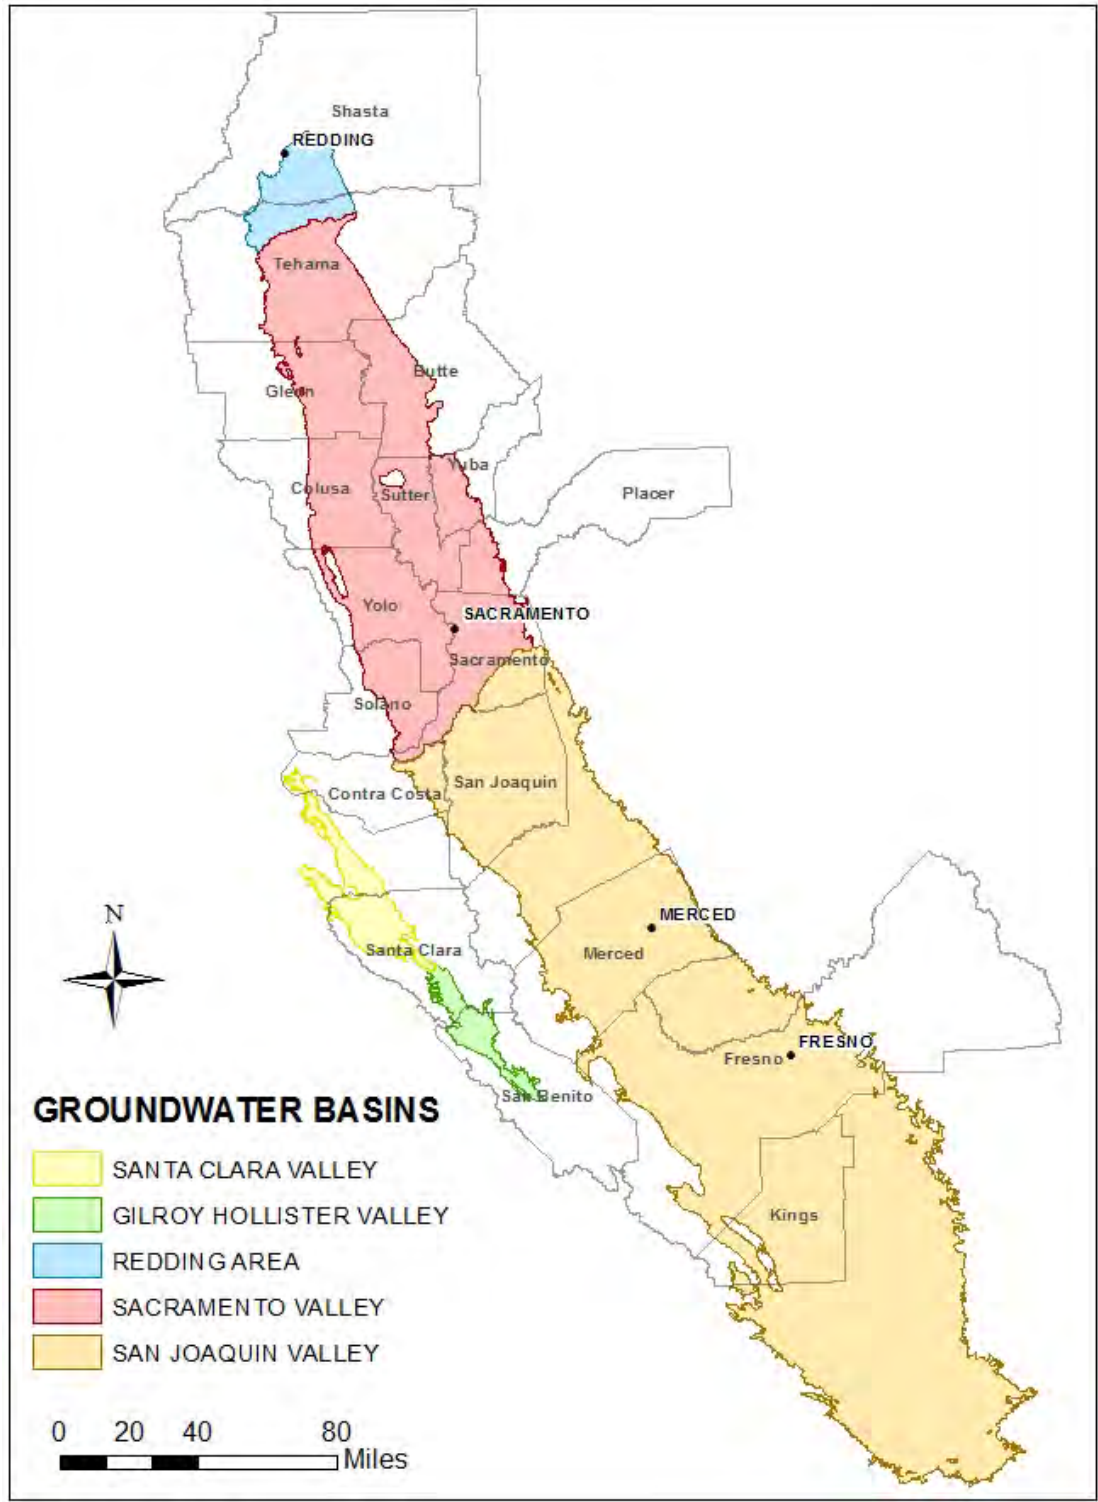 Shasta
REDDING
Tehama
Butte
Glenn
Yuba
Colusa
Sutter
Placer
Yolo
SACRAMENTO
Sacramento
Solano
San Joaquin
Contra Costa
N
MERCED
Santa Clara
Merced
FRESNO
Fresno
San Benito
GROUNDWATER BASINS
SANTA CLARA VALLEY
GILROY HOLLISTER VALLEY
Kings
REDDING AREA
SACRAMENTO VALLEY
SAN JOAQUIN VALLEY
0 20 40 80
Miles